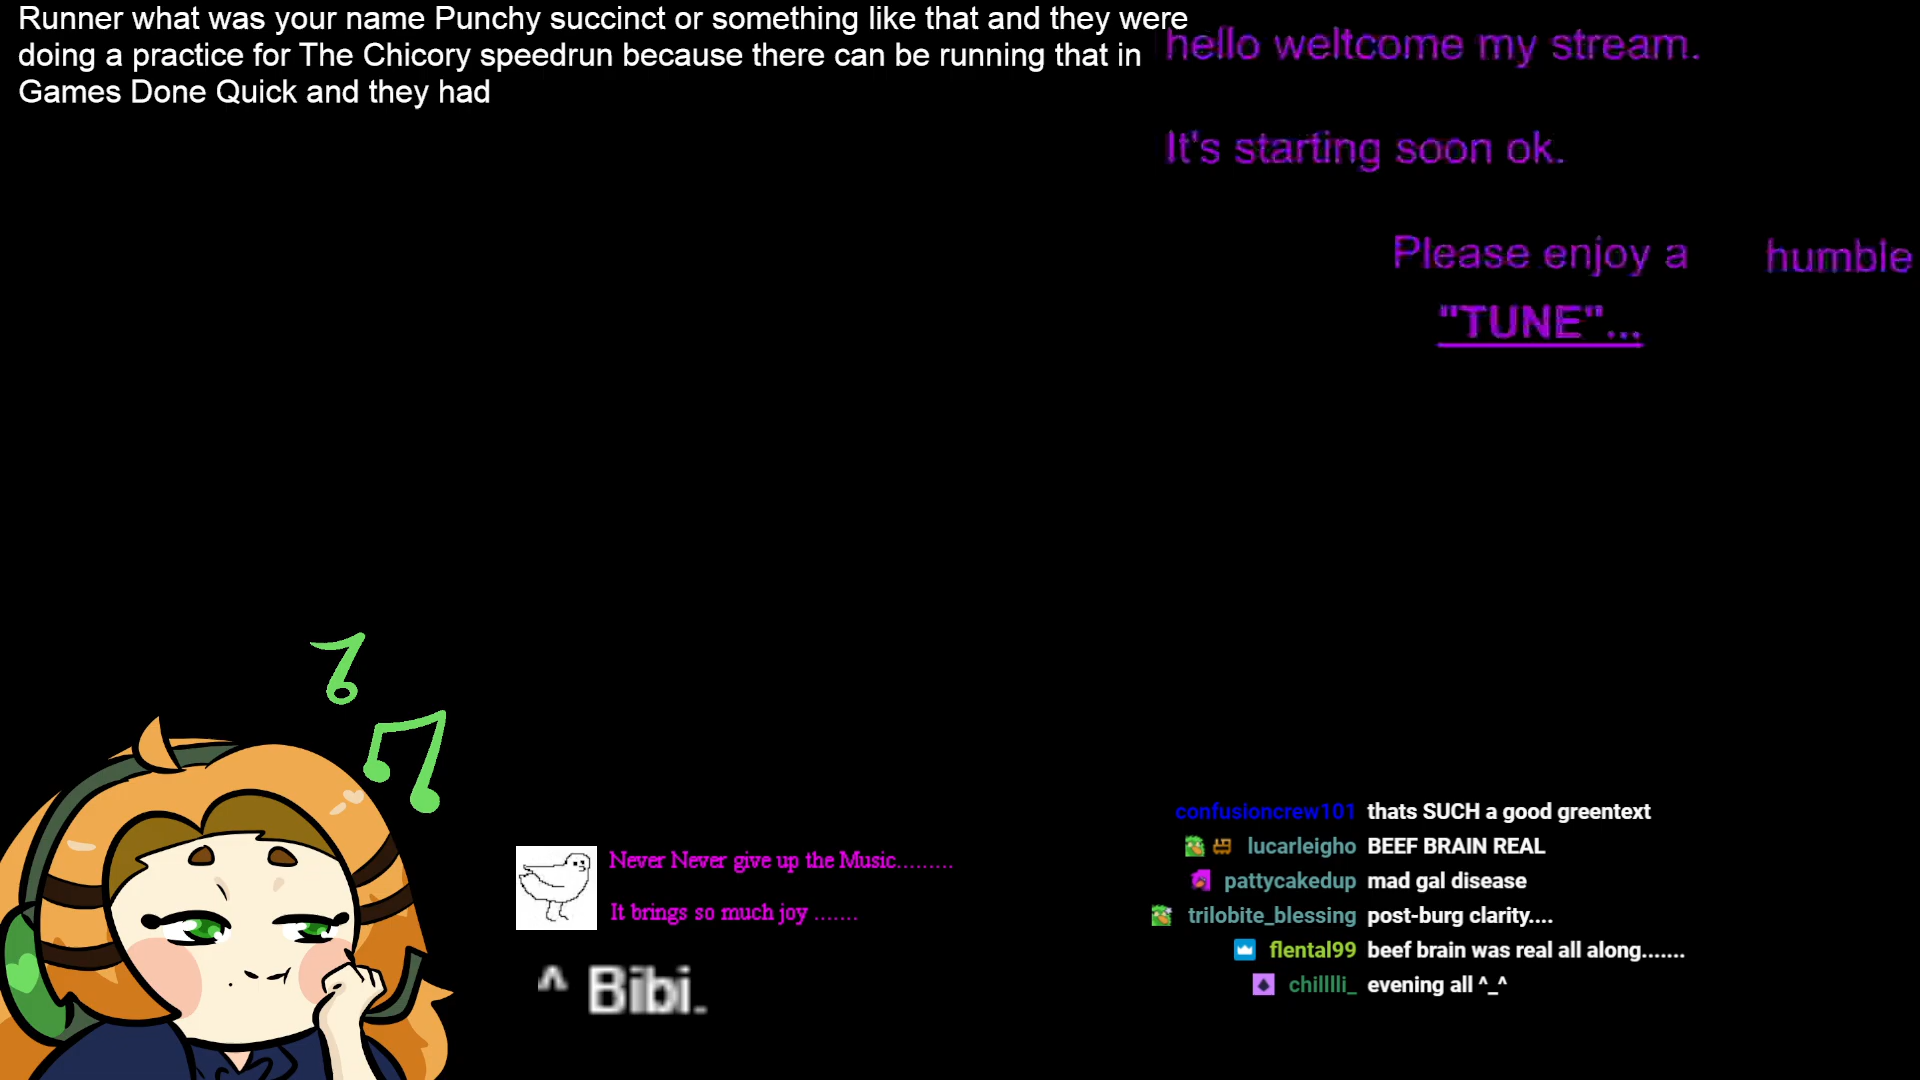 Runner what was your name Punchy succinct or something like that and they were
doing a practice for The Chicory speedrun because there can be running that in
Games Done Quick and they had
hello weltcome my stream.
It's starting soon ok.
Please enjoy a humble
"TUNE"...
Never Never give up the Music.........
It brings so much joy .......
^ Bibi.
confusioncrew101 thats SUCH a good greentext
lucarleigho BEEF BRAIN REAL
pattycakedup mad gal disease
trilobite_blessing post-burg clarity....
flental99 beef brain was real all along.......
chilllli_ evening all ^_^